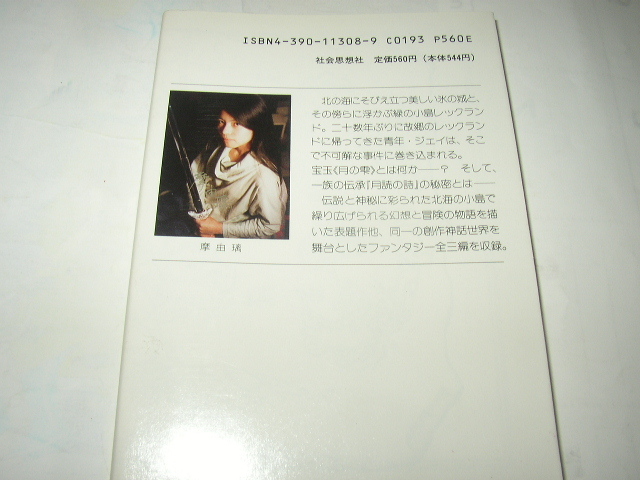 ISBN4-390-11308-9 C0193 P560E
社会思想社 定価560円(本体544円)
北の海にそびえ立つ美しい氷の城と、
その傍らに浮かぶ緑の小島レックラン
ド。二十数年ぶりに故郷のレックラン
ドに帰ってきた青年・ジェイは、そこ
で不可解な事件に巻き込まれる。
宝玉《月の雫》とは何か——? そして、
一族の伝承『月読の詩』の秘密とは——
伝説と神秘に彩られた北海の小島で
繰り広げられる幻想と冒険の物語を描
いた表題作他、同一の創作神話世界を
舞台としたファンタジー全三編を収録。
摩由璃